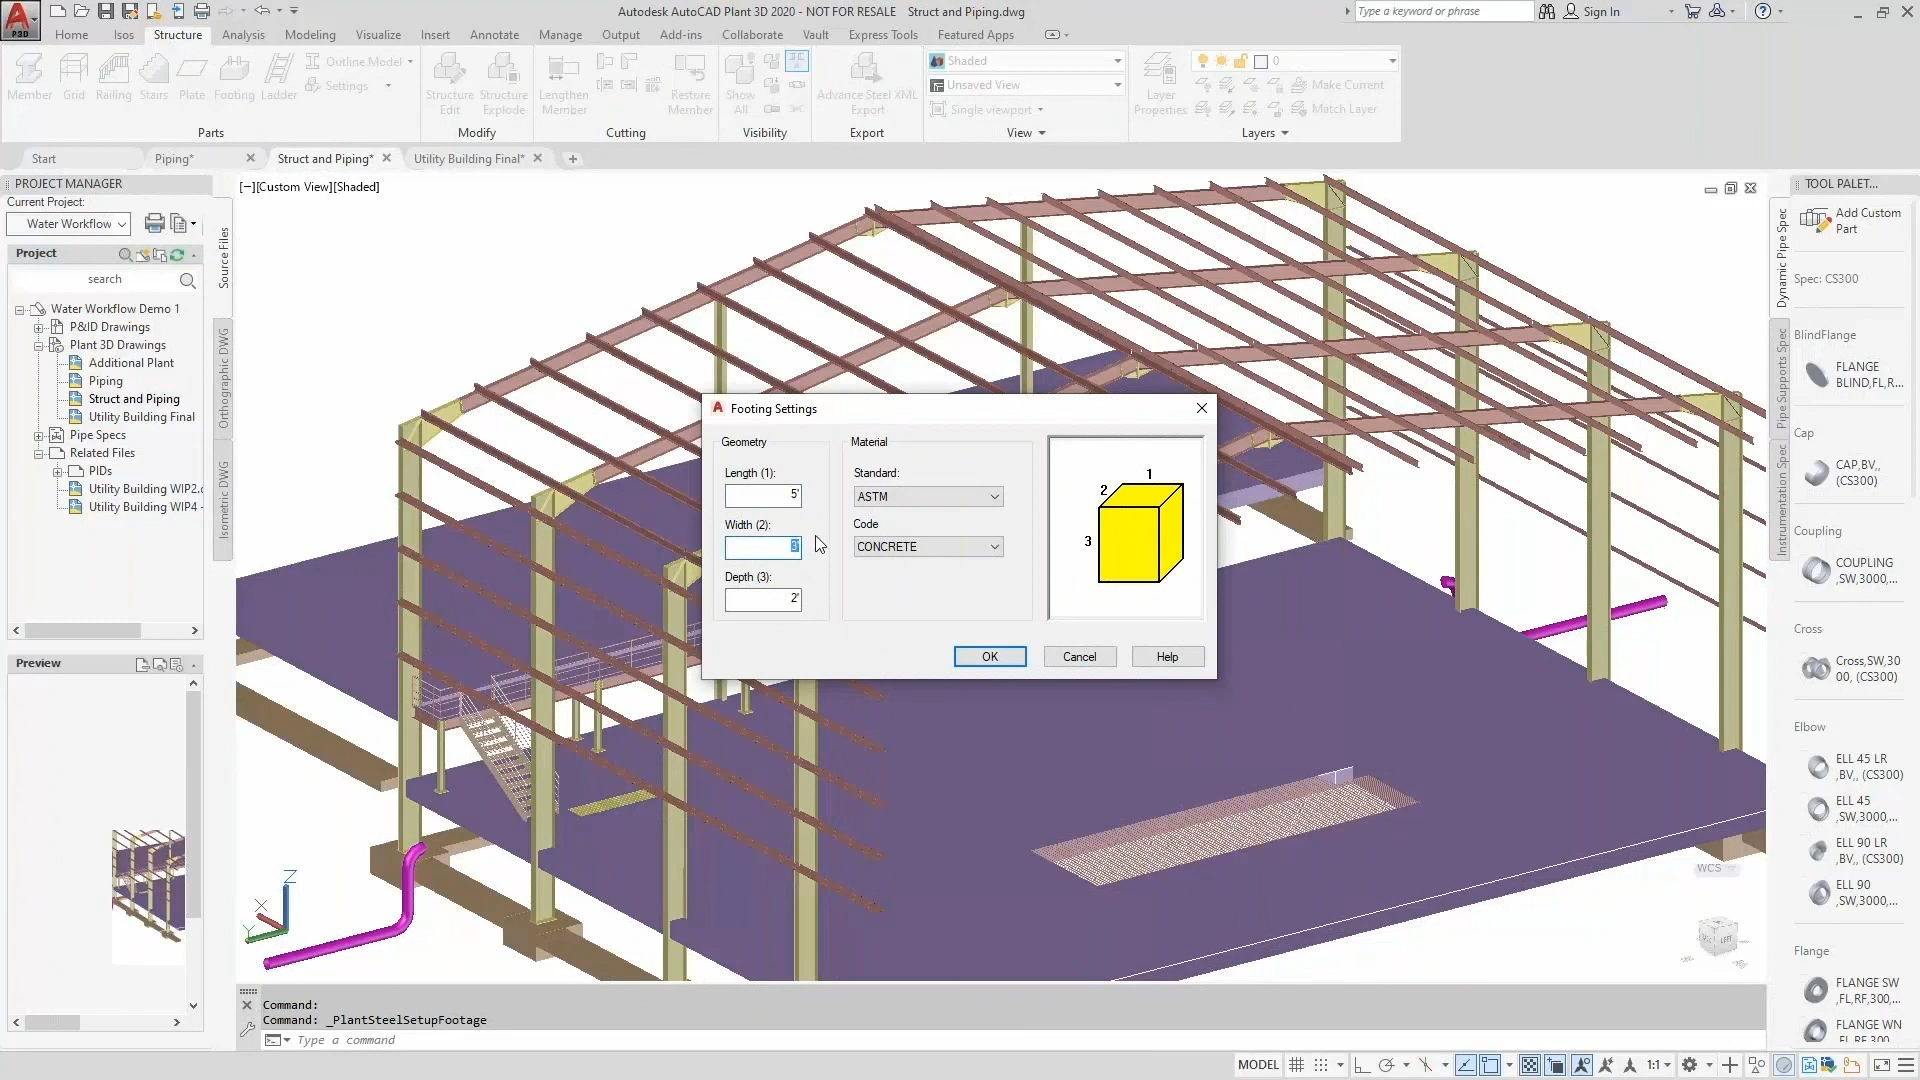 Autodesk AutoCAD Plant 3D 2020 - NOT FOR RESALE Struct and Piping.dwg
Type a keyword or phrase
Sign In
P3D
Home Isos Structure Analysis Modeling Visualize Insert Annotate Manage Output Add-ins Collaborate Vault Express Tools Featured Apps
Member Grid Railing Stairs Plate Footing Ladder
Outline Model
Settings
Structure Edit
Structure Explode
Lengthen Member
Restore Member
Show All
Advance Steel XML Export
Shaded
Unsaved View
Single viewport
Layer Properties
0
Make Current
Match Layer
Parts Modify Cutting Visibility Export View Layers
Start Piping* Struct and Piping* Utility Building Final*
PROJECT MANAGER
Current Project:
Water Workflow
Project
search
Water Workflow Demo 1
P&ID Drawings
Plant 3D Drawings
Additional Plant
Piping
Struct and Piping
Utility Building Final
Pipe Specs
Related Files
PIDs
Utility Building WIP2.
Utility Building WIP4 -
Source Files
Orthographic DWG
Isometric DWG
Preview
[−][Custom View][Shaded]
Footing Settings
Geometry
Length (1):
5'
Width (2):
3'
Depth (3):
2'
Material
Standard:
ASTM
Code
CONCRETE
1
2
3
OK Cancel Help
Z
X
Y
WCS
LEFT
TOOL PALET...
Dynamic Pipe Spec
Pipe Supports Spec
Instrumentation Spec
Add Custom Part
Spec: CS300
BlindFlange
FLANGE
BLIND,FL,R...
Cap
CAP,BV,,
(CS300)
Coupling
COUPLING
,SW,3000,...
Cross
Cross,SW,30
00, (CS300)
Elbow
ELL 45 LR
,BV,, (CS300)
ELL 45
,SW,3000,...
ELL 90 LR
,BV,, (CS300)
ELL 90
,SW,3000,...
Flange
FLANGE SW
,FL,RF,300,...
FLANGE WN
,FL,RF,300
Command:
Command: _PlantSteelSetupFootage
Type a command
MODEL
1:1